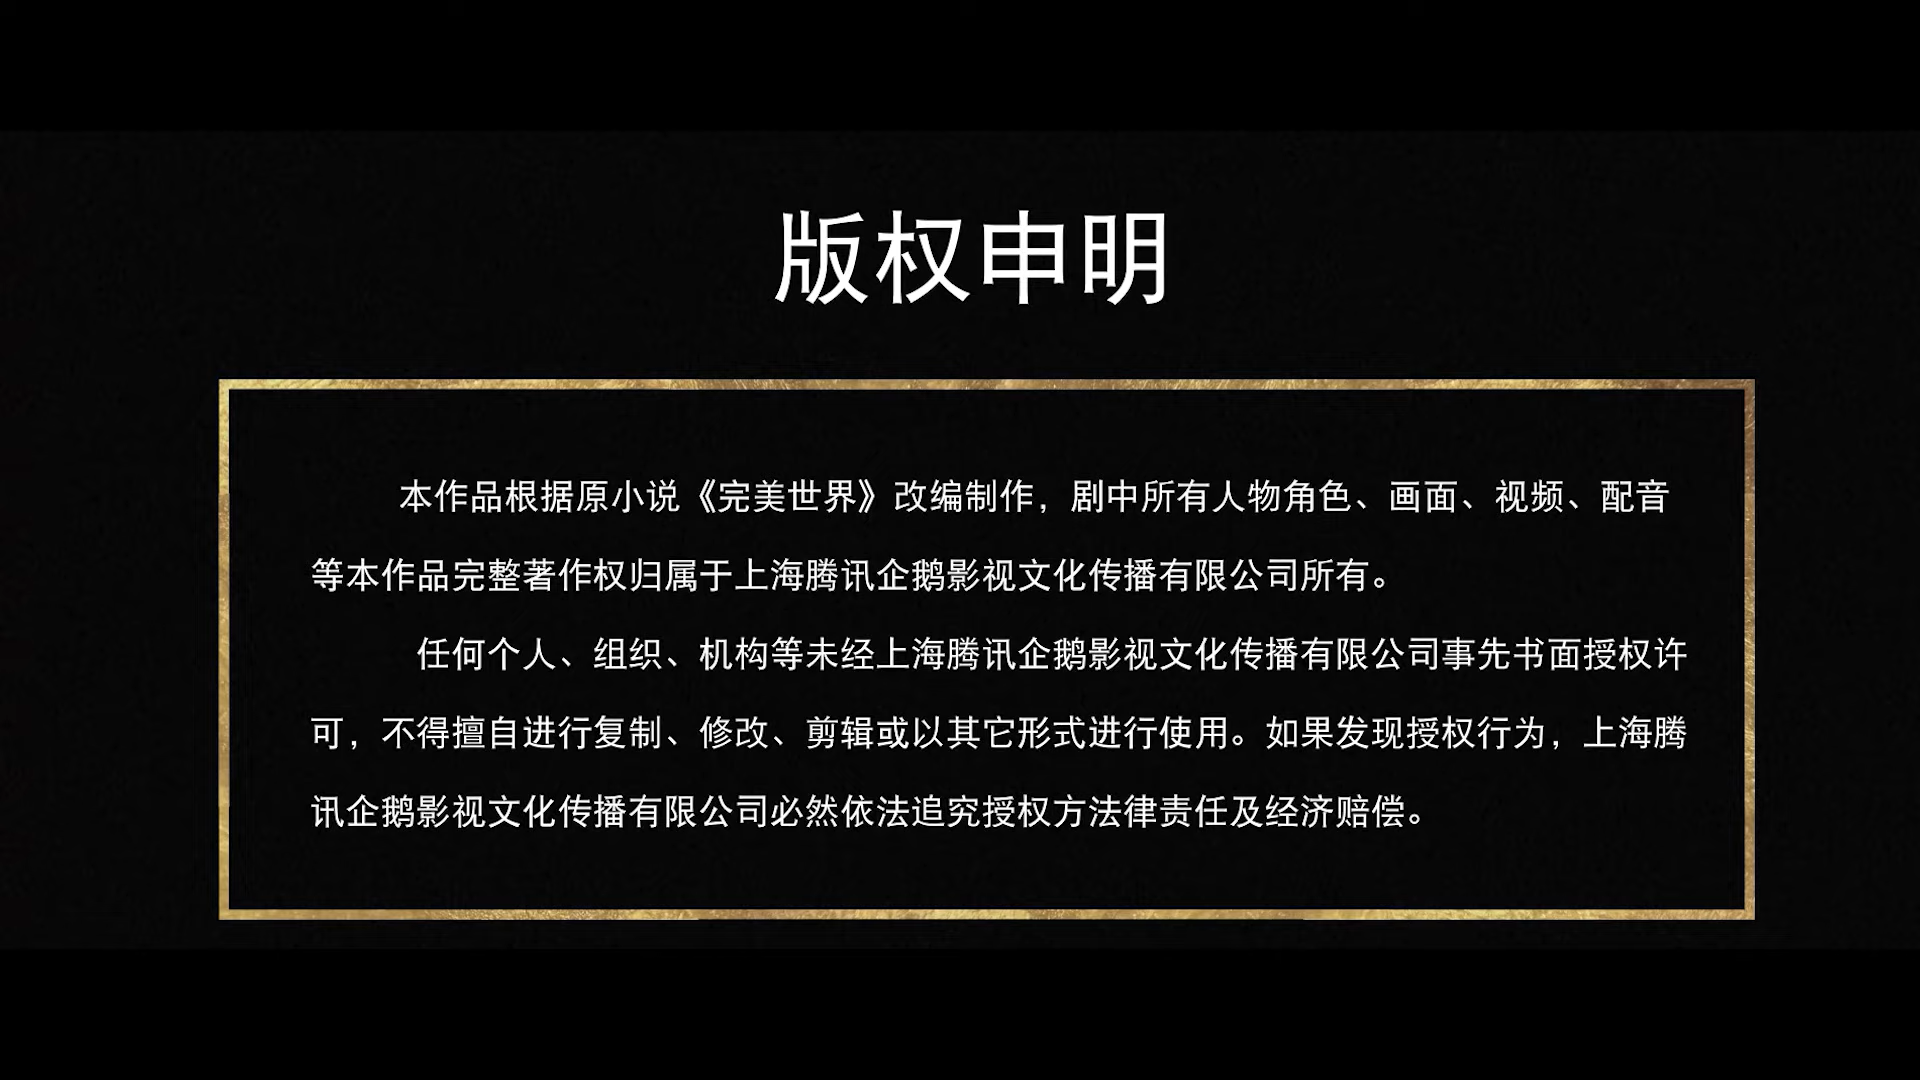 版权申明
本作品根据原小说《完美世界》改编制作，剧中所有人物角色、画面、视频、配音
等本作品完整著作权归属于上海腾讯企鹅影视文化传播有限公司所有。
任何个人、组织、机构等未经上海腾讯企鹅影视文化传播有限公司事先书面授权许
可，不得擅自进行复制、修改、剪辑或以其它形式进行使用。如果发现授权行为，上海腾
讯企鹅影视文化传播有限公司必然依法追究授权方法律责任及经济赔偿。